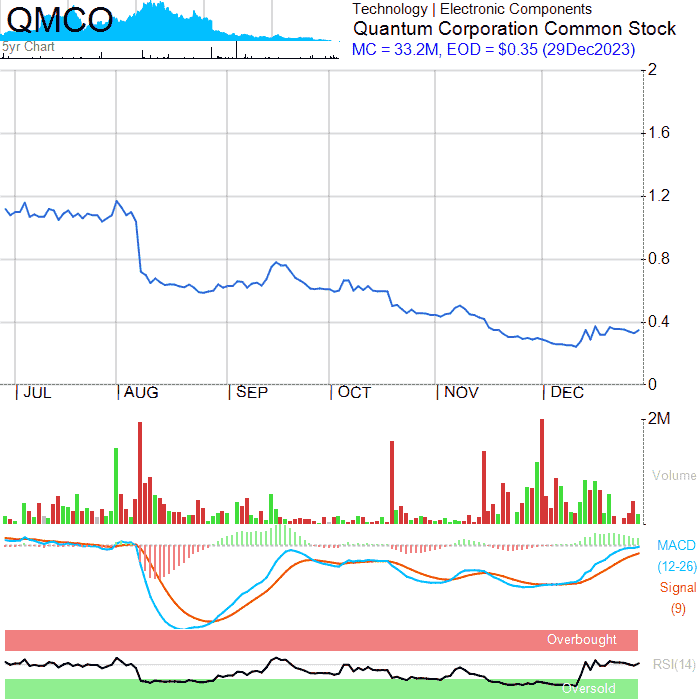 QMCO
5yr Chart
Technology | Electronic Components
Quantum Corporation Common Stock
MC = 33.2M, EOD = $0.35 (29Dec2023)
2
1.6
1.2
0.8
0.4
0
JUL AUG SEP OCT NOV DEC
2M
Volume
MACD
(12-26)
Signal
(9)
Overbought
RSI(14)
Oversold